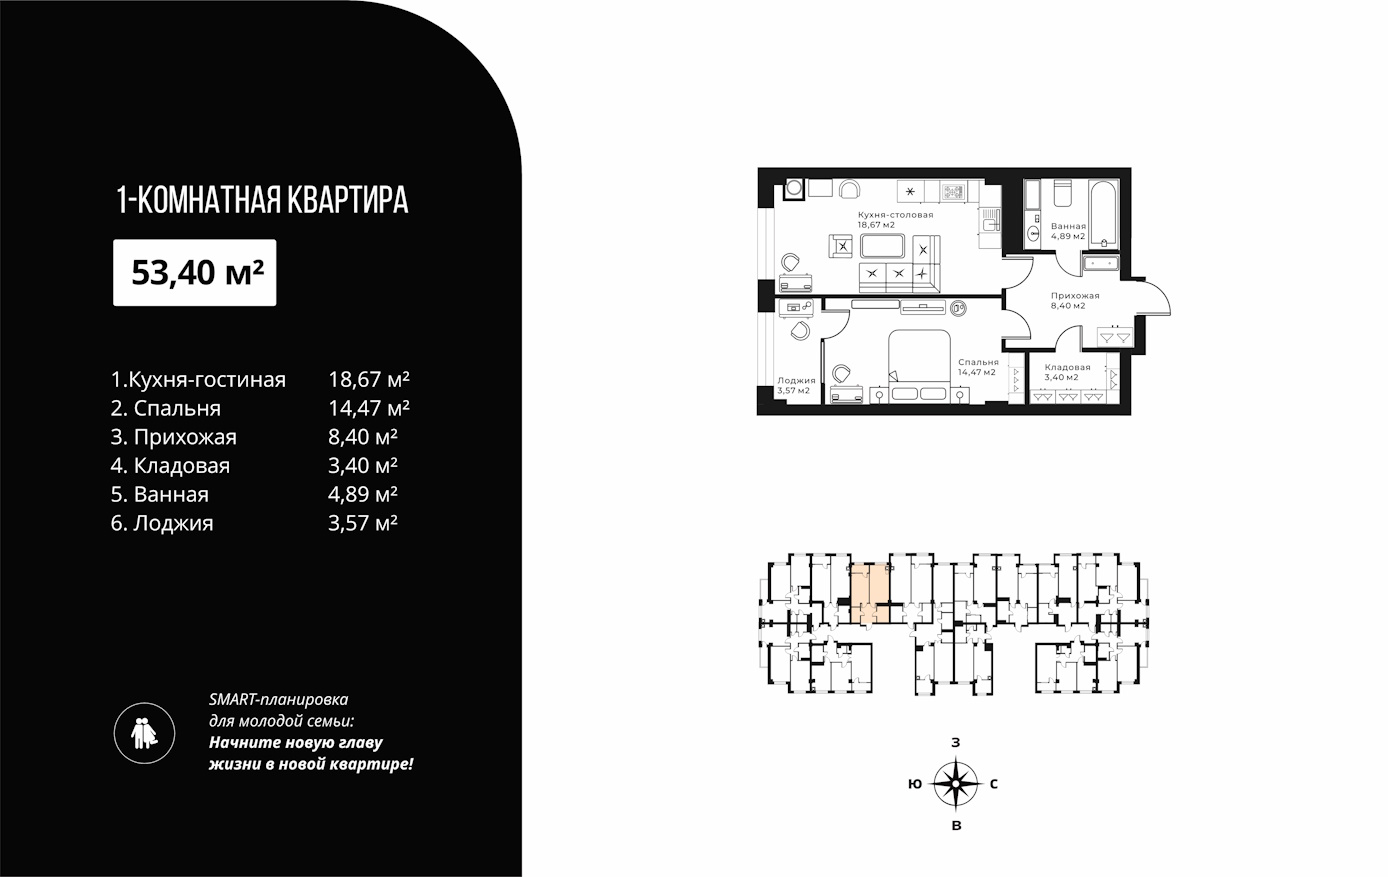 1-КОМНАТНАЯ КВАРТИРА
53,40 м²
1.Кухня-гостиная 18,67 м²
2. Спальня 14,47 м²
3. Прихожая 8,40 м²
4. Кладовая 3,40 м²
5. Ванная 4,89 м²
6. Лоджия 3,57 м²
SMART-планировка
для молодой семьи:
Начните новую главу
жизни в новой квартире!
Кухня-столовая
18,67 м2
Ванная
4,89 м2
Прихожая
8,40 м2
Спальня
14,47 м2
Кладовая
3,40 м2
Лоджия
3,57 м2
З
Ю С
В